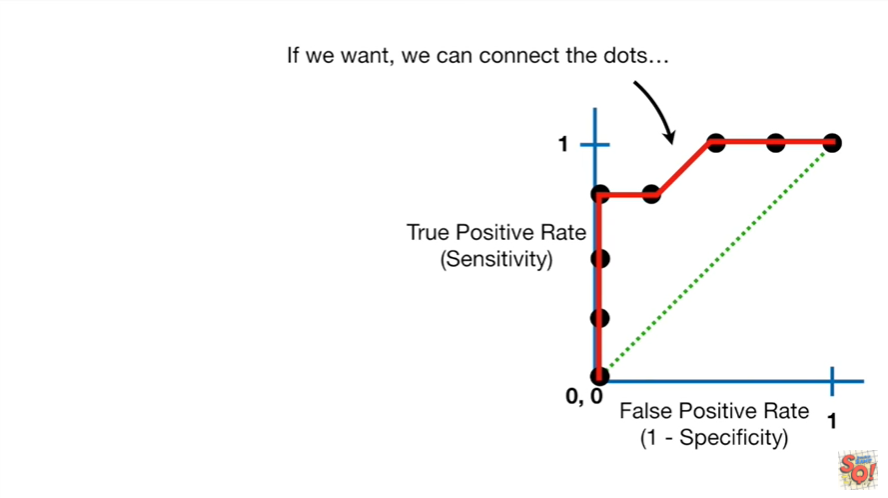 If we want, we can connect the dots…
1
True Positive Rate
(Sensitivity)
0, 0
False Positive Rate
(1 - Specificity)
1
SQ!